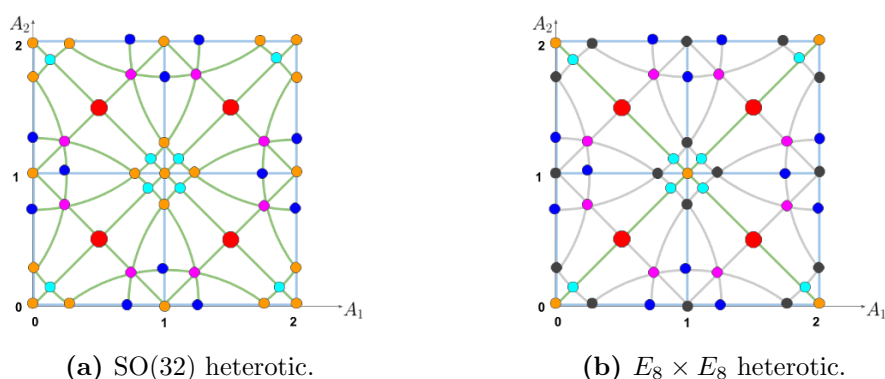 A₂ A₂
2 2
1 1
0 0
0 1 2 A₁ 0 1 2 A₁
(a) SO(32) heterotic. (b) E₈ × E₈ heterotic.